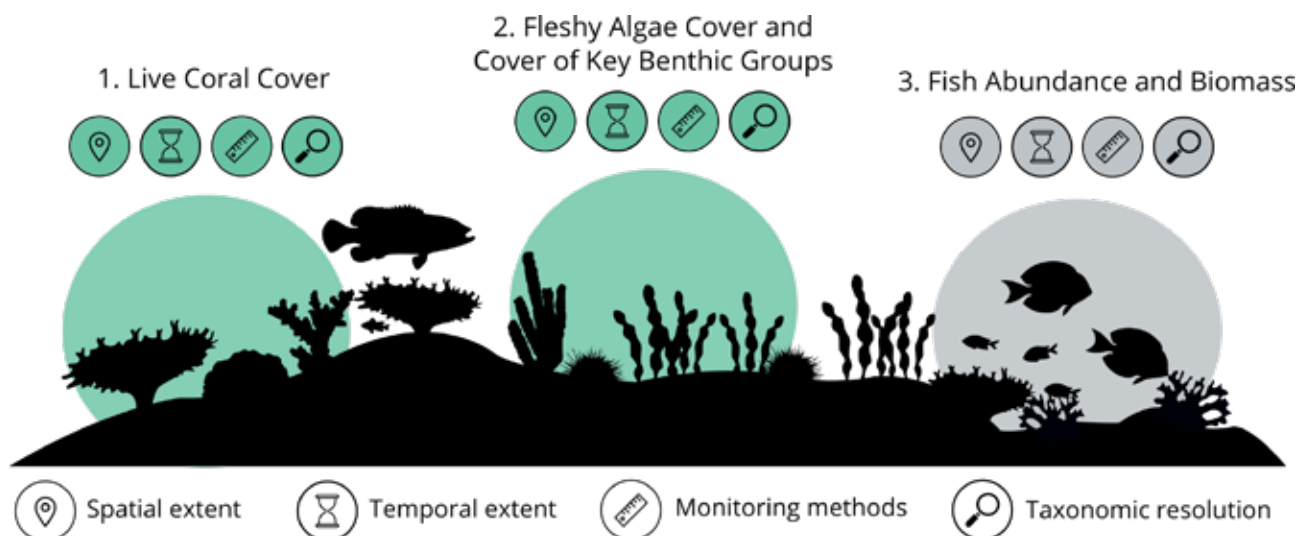 1. Live Coral Cover
2. Fleshy Algae Cover and
Cover of Key Benthic Groups
3. Fish Abundance and Biomass
Spatial extent
Temporal extent
Monitoring methods
Taxonomic resolution